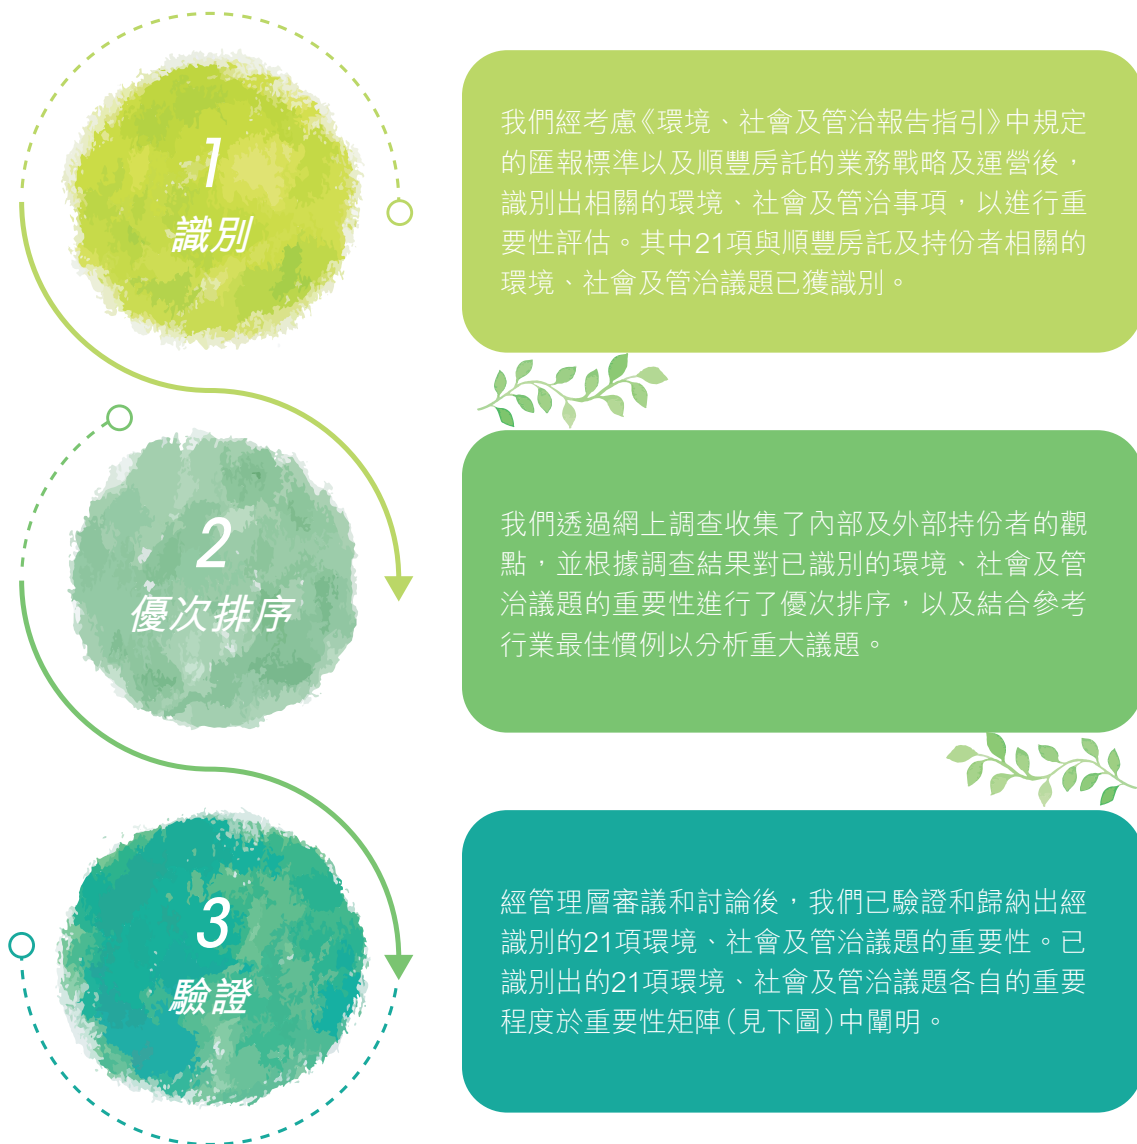 1
識別
我們經考慮《環境、社會及管治報告指引》中規定
的匯報標準以及順豐房託的業務戰略及運營後，
識別出相關的環境、社會及管治事項，以進行重
要性評估。其中21項與順豐房託及持份者相關的
環境、社會及管治議題已獲識別。
2
優次排序
我們透過網上調查收集了內部及外部持份者的觀
點，並根據調查結果對已識別的環境、社會及管
治議題的重要性進行了優次排序，以及結合參考
行業最佳慣例以分析重大議題。
3
驗證
經管理層審議和討論後，我們已驗證和歸納出經
識別的21項環境、社會及管治議題的重要性。已
識別出的21項環境、社會及管治議題各自的重要
程度於重要性矩陣（見下圖）中闡明。